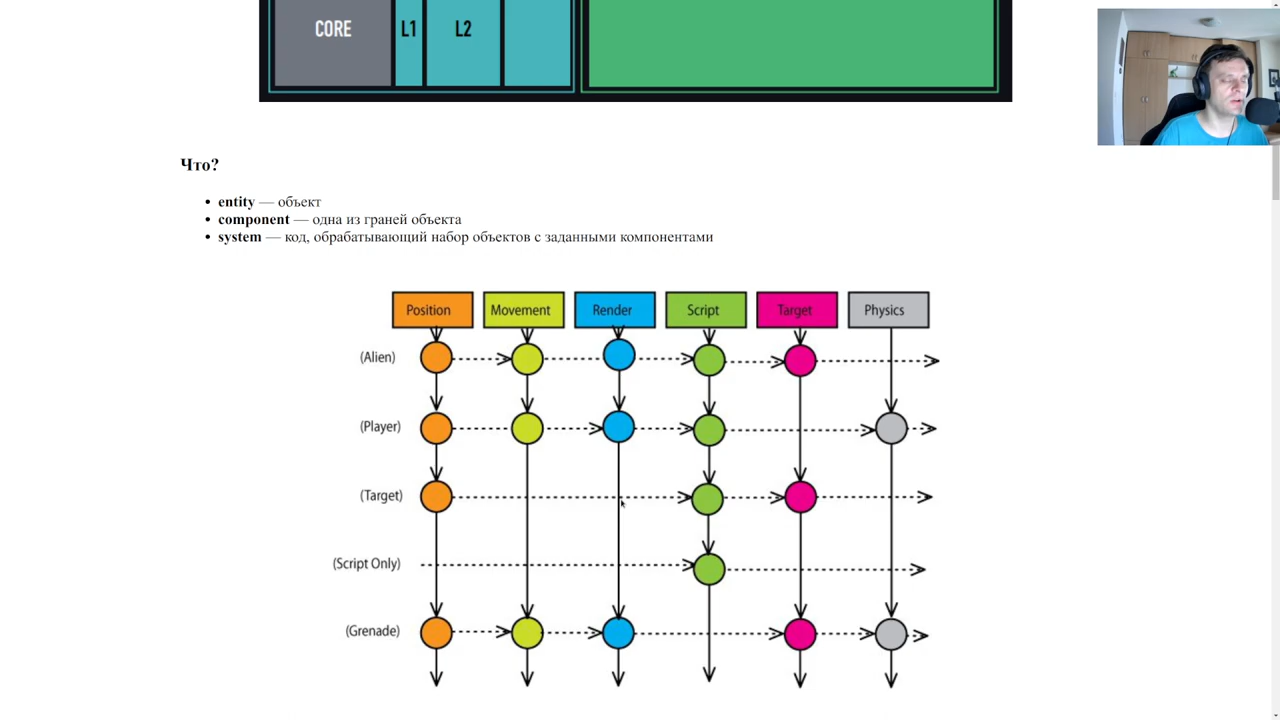 CORE L1 L2
Что?
entity — объект
component — одна из граней объекта
system — код, обрабатывающий набор объектов с заданными компонентами
Position Movement Render Script Target Physics
(Alien)
(Player)
(Target)
(Script Only)
(Grenade)